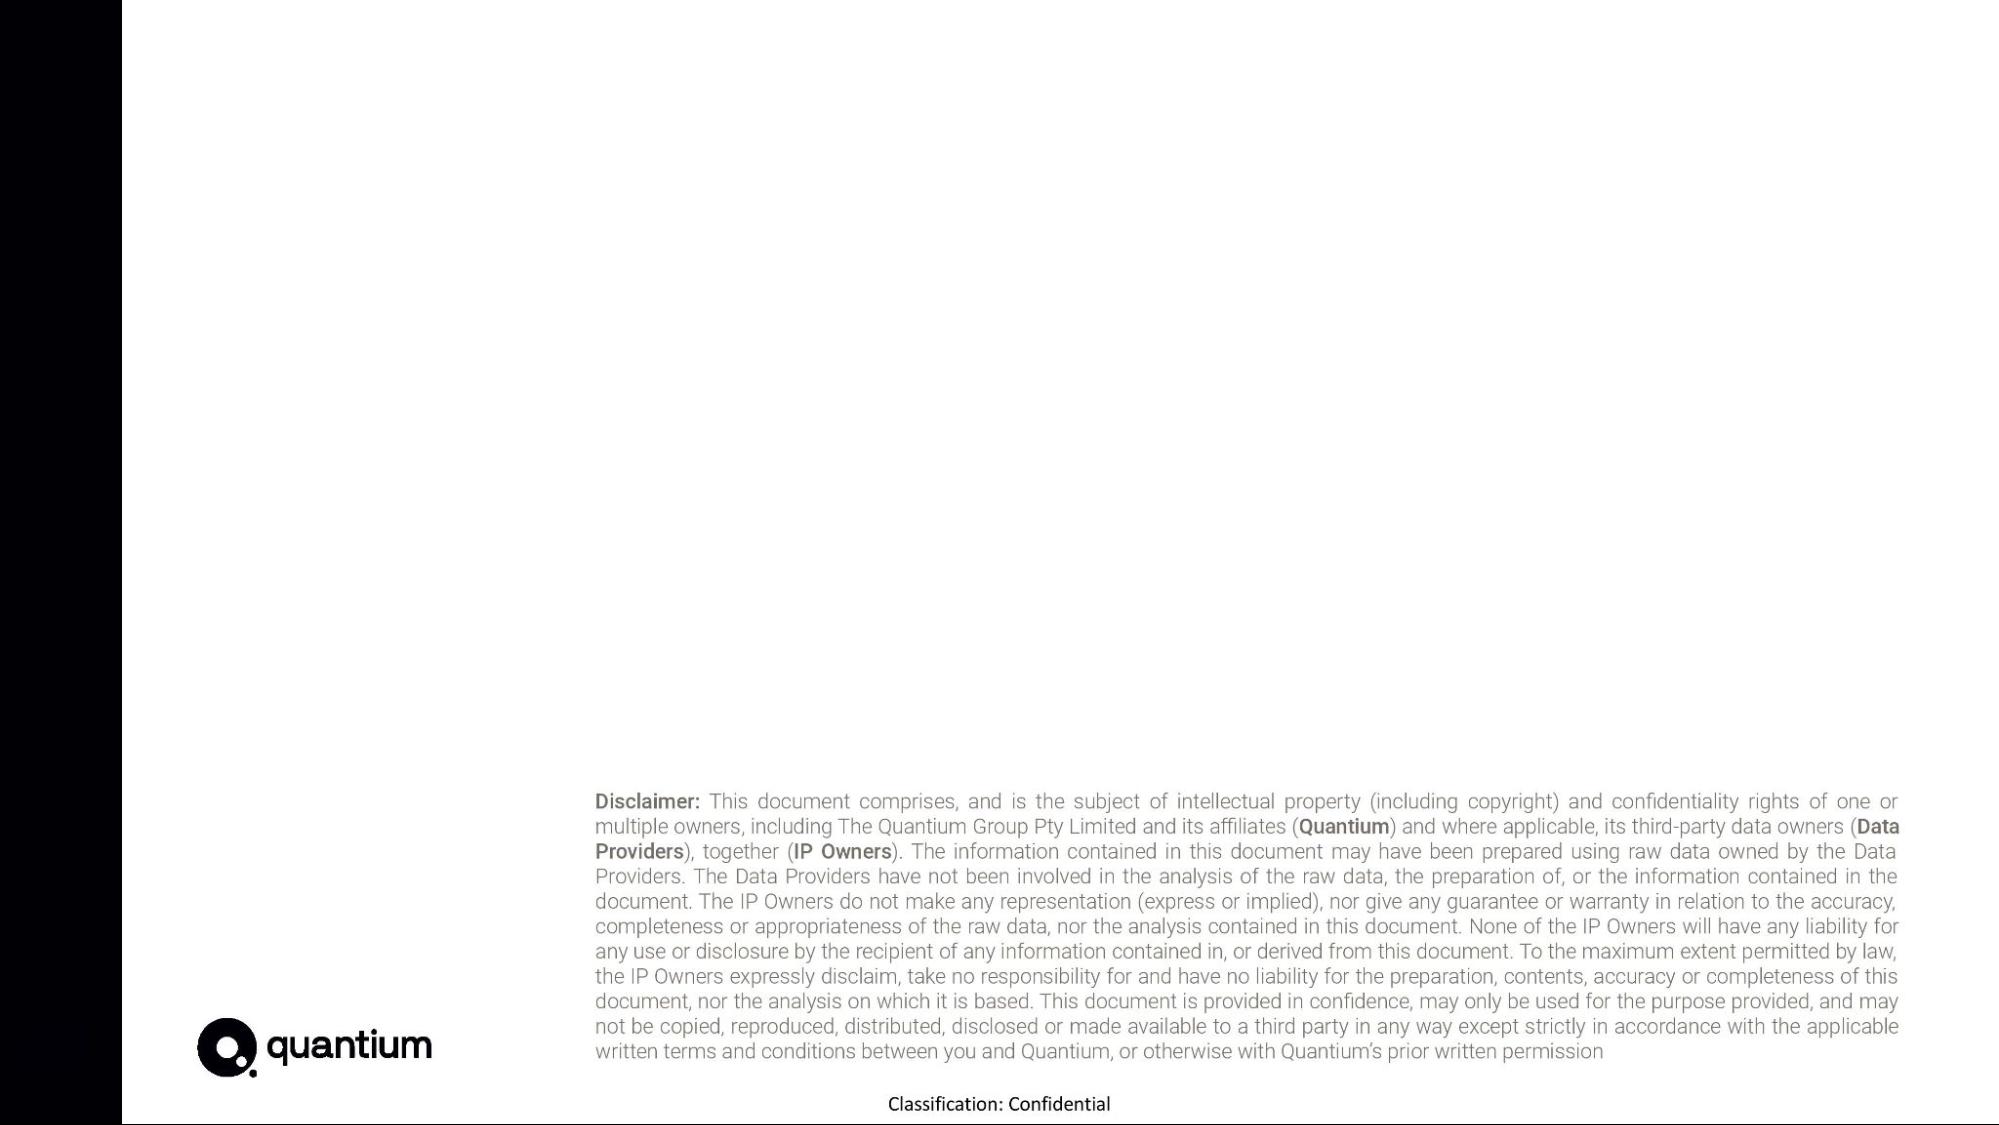 Disclaimer: This document comprises, and is the subject of intellectual property (including copyright) and confidentiality rights of one or
multiple owners, including The Quantium Group Pty Limited and its affiliates (Quantium) and where applicable, its third-party data owners (Data
Providers), together (IP Owners). The information contained in this document may have been prepared using raw data owned by the Data
Providers. The Data Providers have not been involved in the analysis of the raw data, the preparation of, or the information contained in the
document. The IP Owners do not make any representation (express or implied), nor give any guarantee or warranty in relation to the accuracy,
completeness or appropriateness of the raw data, nor the analysis contained in this document. None of the IP Owners will have any liability for
any use or disclosure by the recipient of any information contained in, or derived from this document. To the maximum extent permitted by law,
the IP Owners expressly disclaim, take no responsibility for and have no liability for the preparation, contents, accuracy or completeness of this
document, nor the analysis on which it is based. This document is provided in confidence, may only be used for the purpose provided, and may
not be copied, reproduced, distributed, disclosed or made available to a third party in any way except strictly in accordance with the applicable
written terms and conditions between you and Quantium, or otherwise with Quantium's prior written permission
quantium
Classification: Confidential